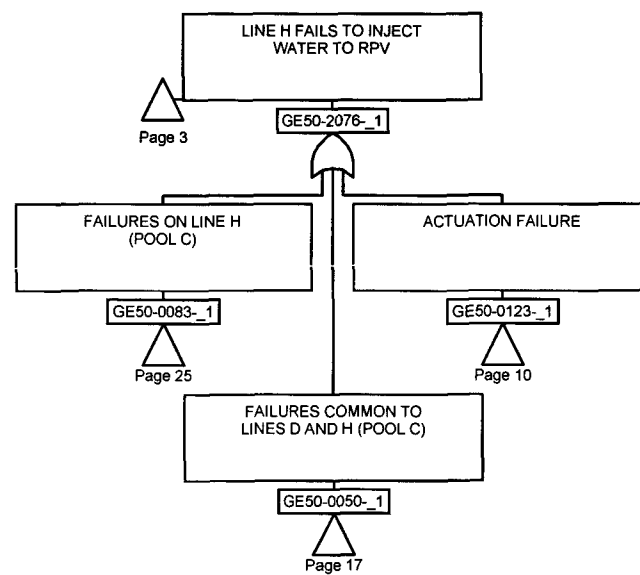 LINE H FAILS TO INJECT
WATER TO RPV
Page 3
GE50-2076-_1
FAILURES ON LINE H
(POOL C)
ACTUATION FAILURE
GE50-0083-_1
GE50-0123-_1
Page 25
Page 10
FAILURES COMMON TO
LINES D AND H (POOL C)
GE50-0050-_1
Page 17